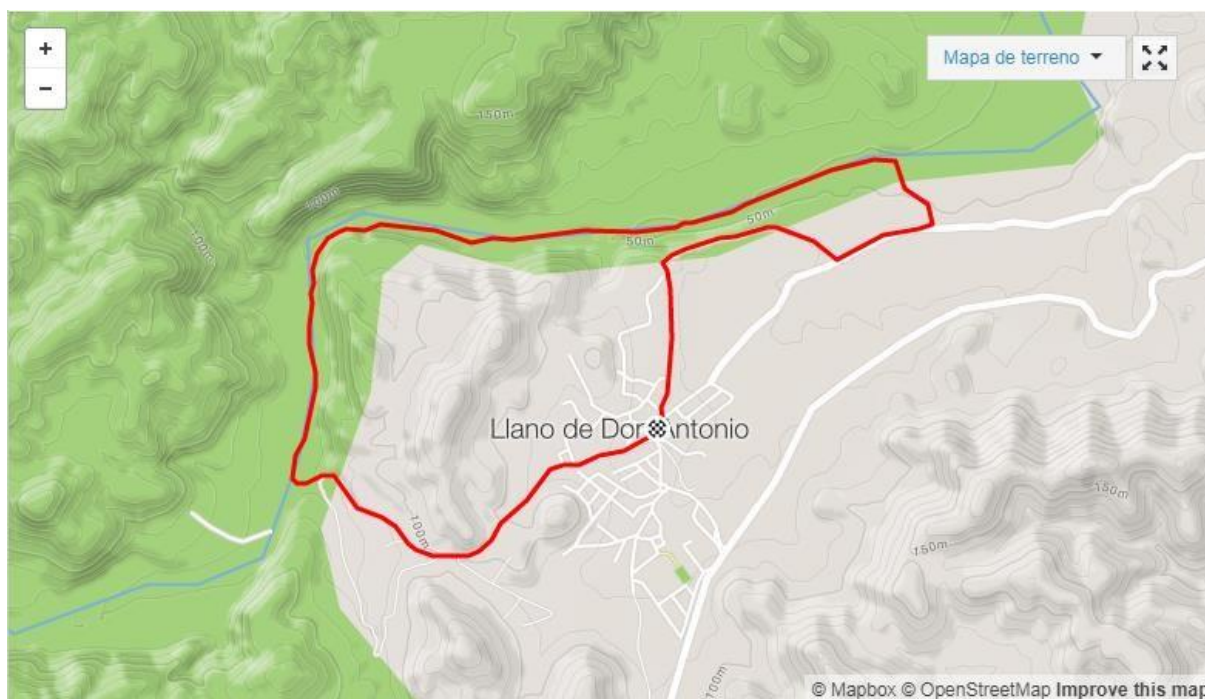 +
−
Mapa de terreno
150m
100m
100m
50m
50m
Llano de Don Antonio
100m
150m
150m
100m
© Mapbox © OpenStreetMap Improve this map